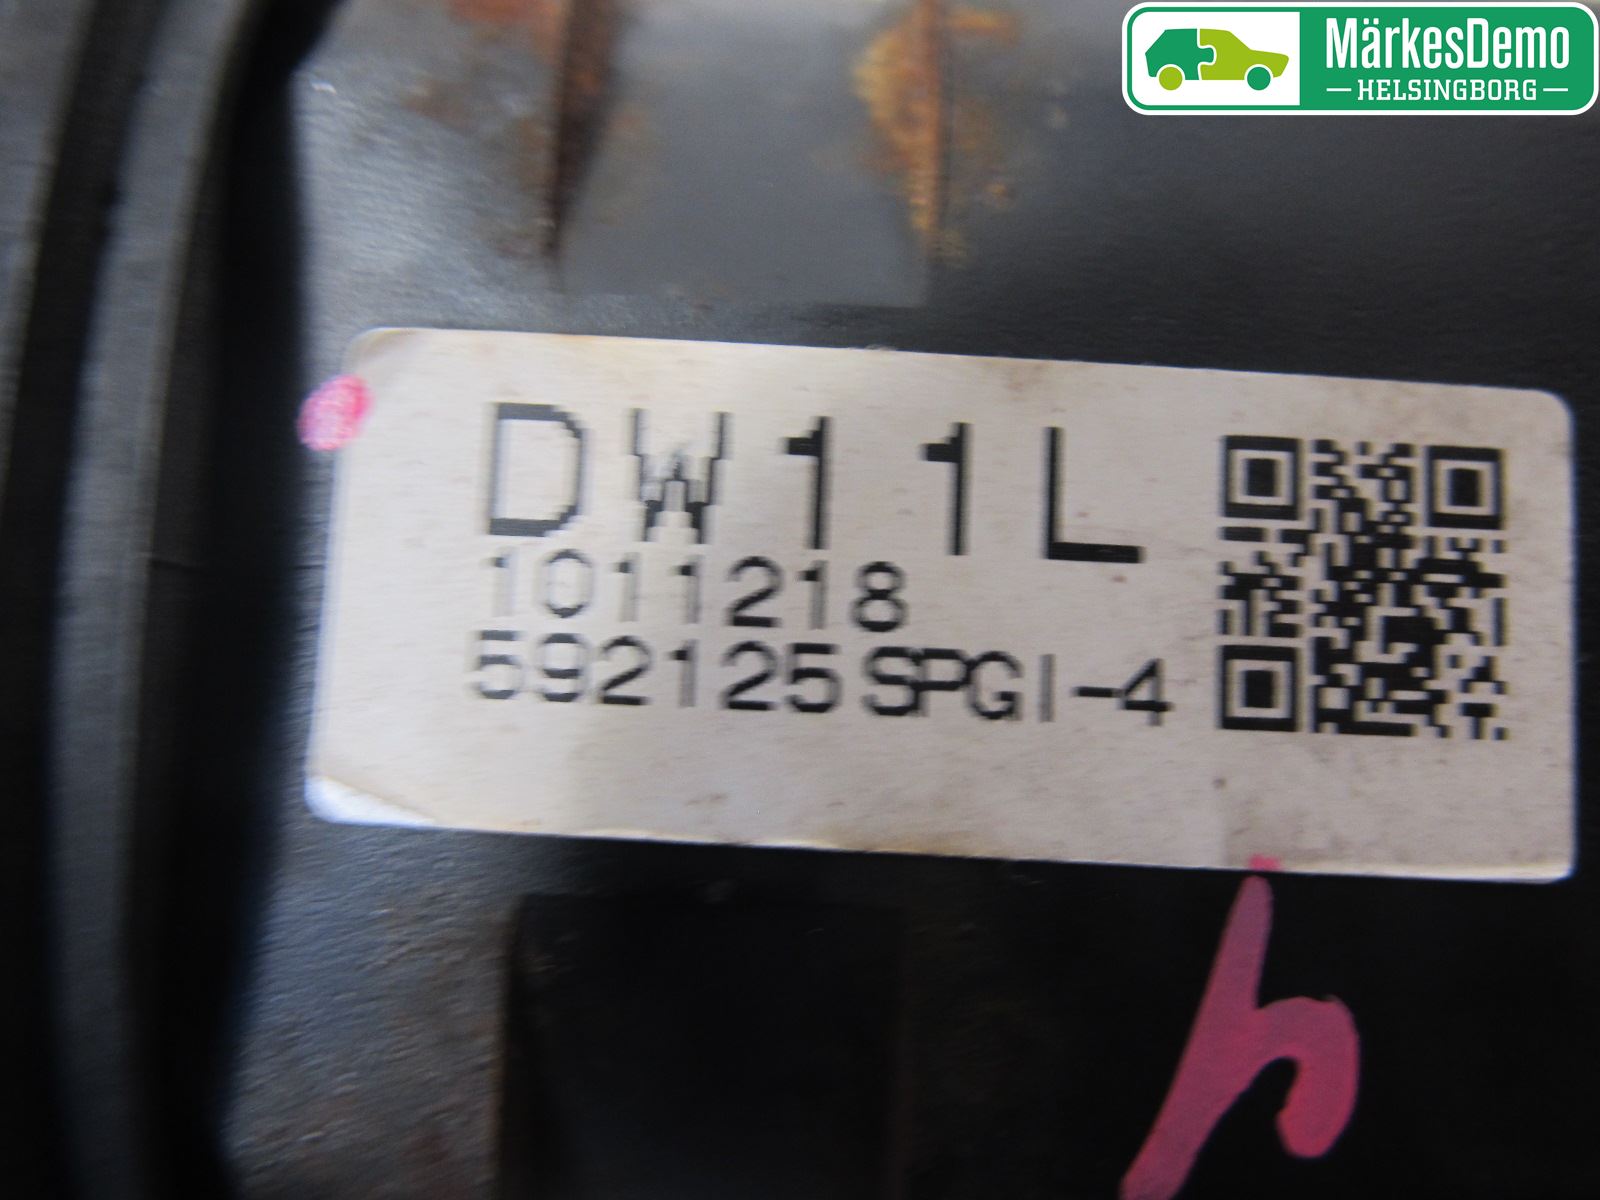 MärkesDemo
HELSINGBORG
DW11L
1011218
592125SPGI-4